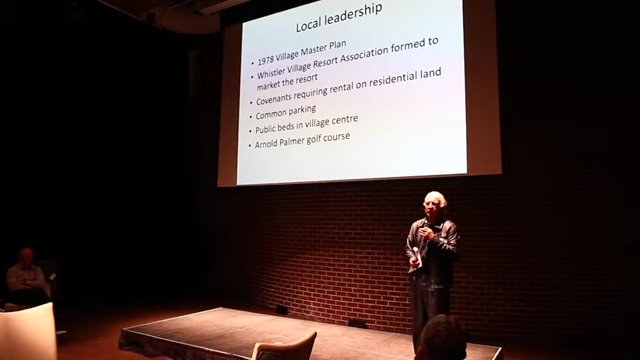 Local leadership
• 1978 Village Master Plan
• Whistler Village Resort Association formed to
market the resort
• Covenants requiring rental on residential land
• Common parking
• Public beds in village centre
• Arnold Palmer golf course